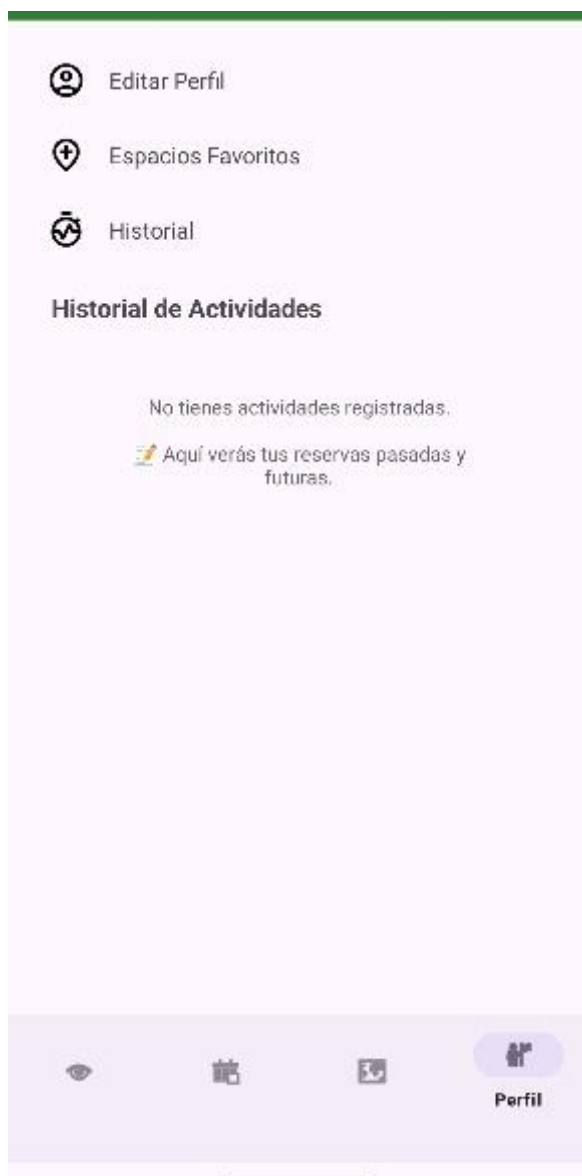 Editar Perfil
Espacios Favoritos
Historial
Historial de Actividades
No tienes actividades registradas.
📝 Aquí verás tus reservas pasadas y
futuras.
Perfil